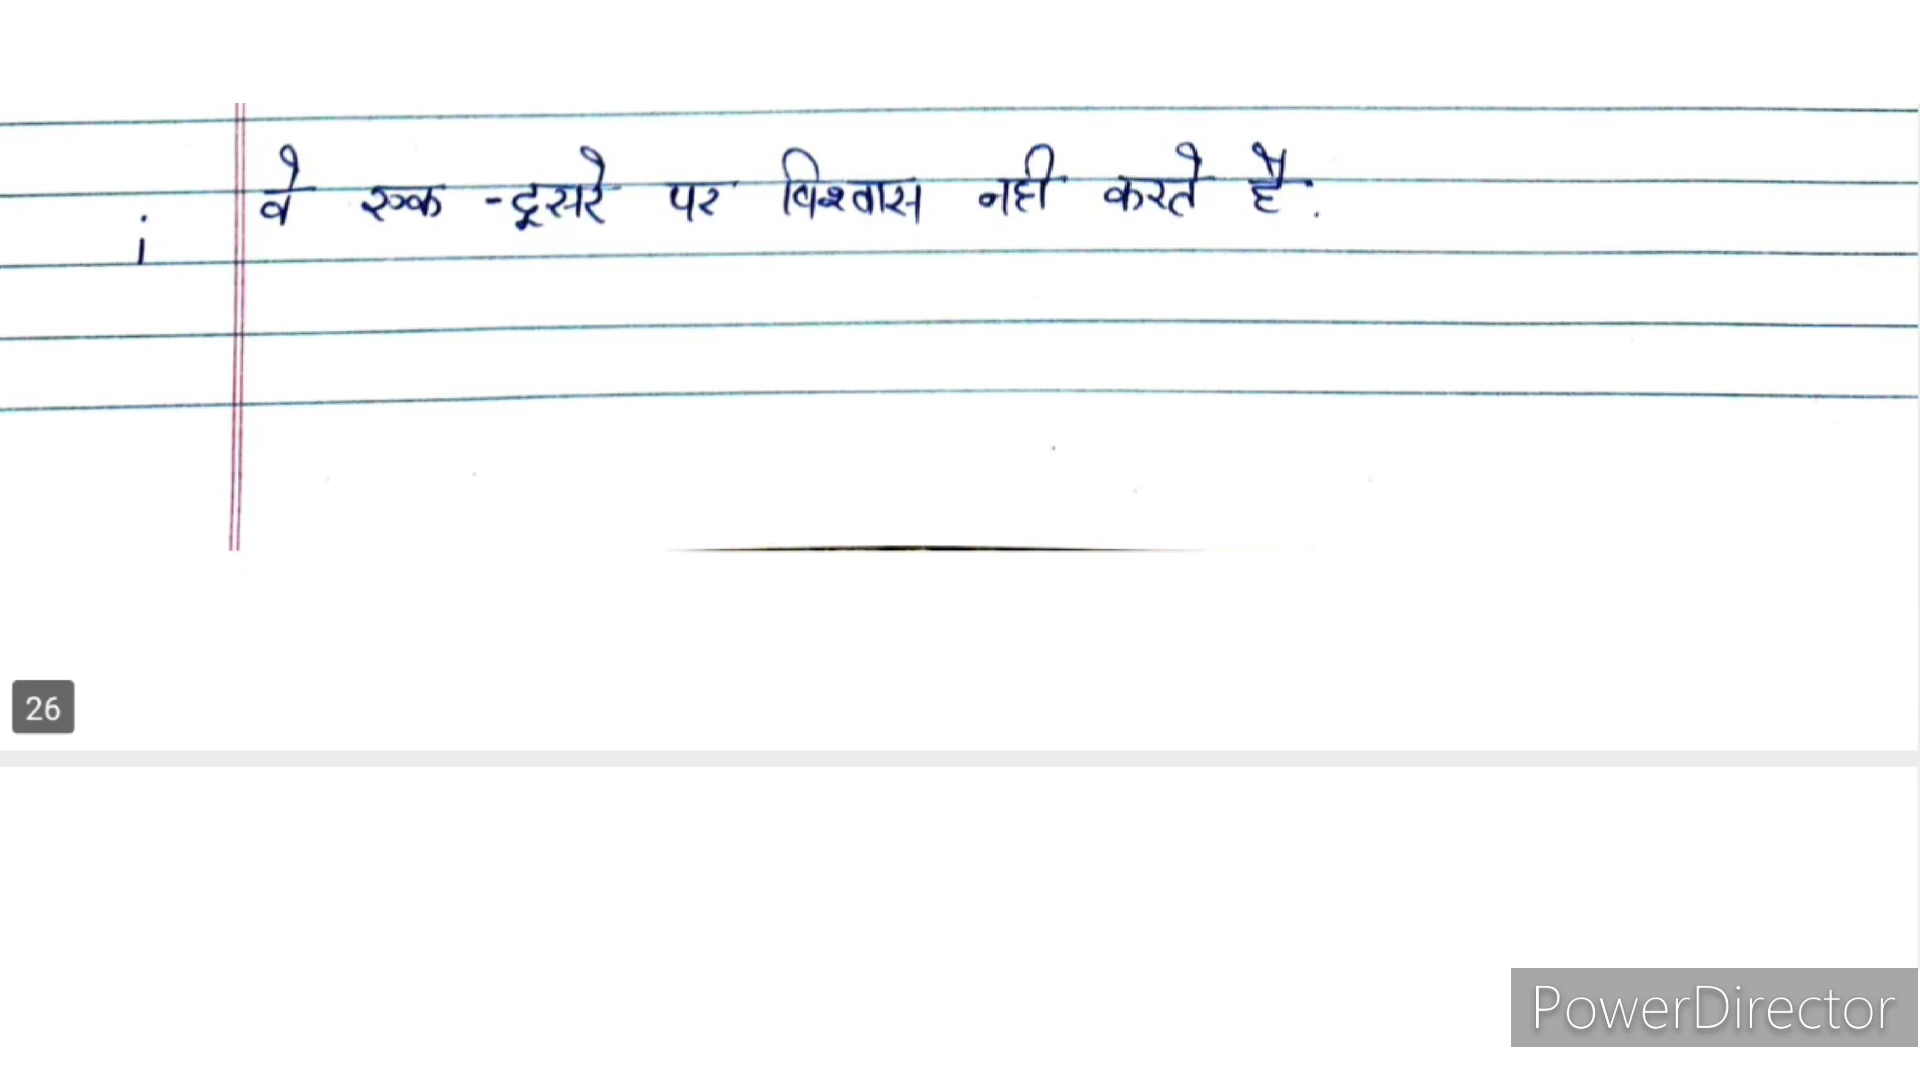 वे एक -दूसरे पर विश्वास नही करते है.
i
26
PowerDirector